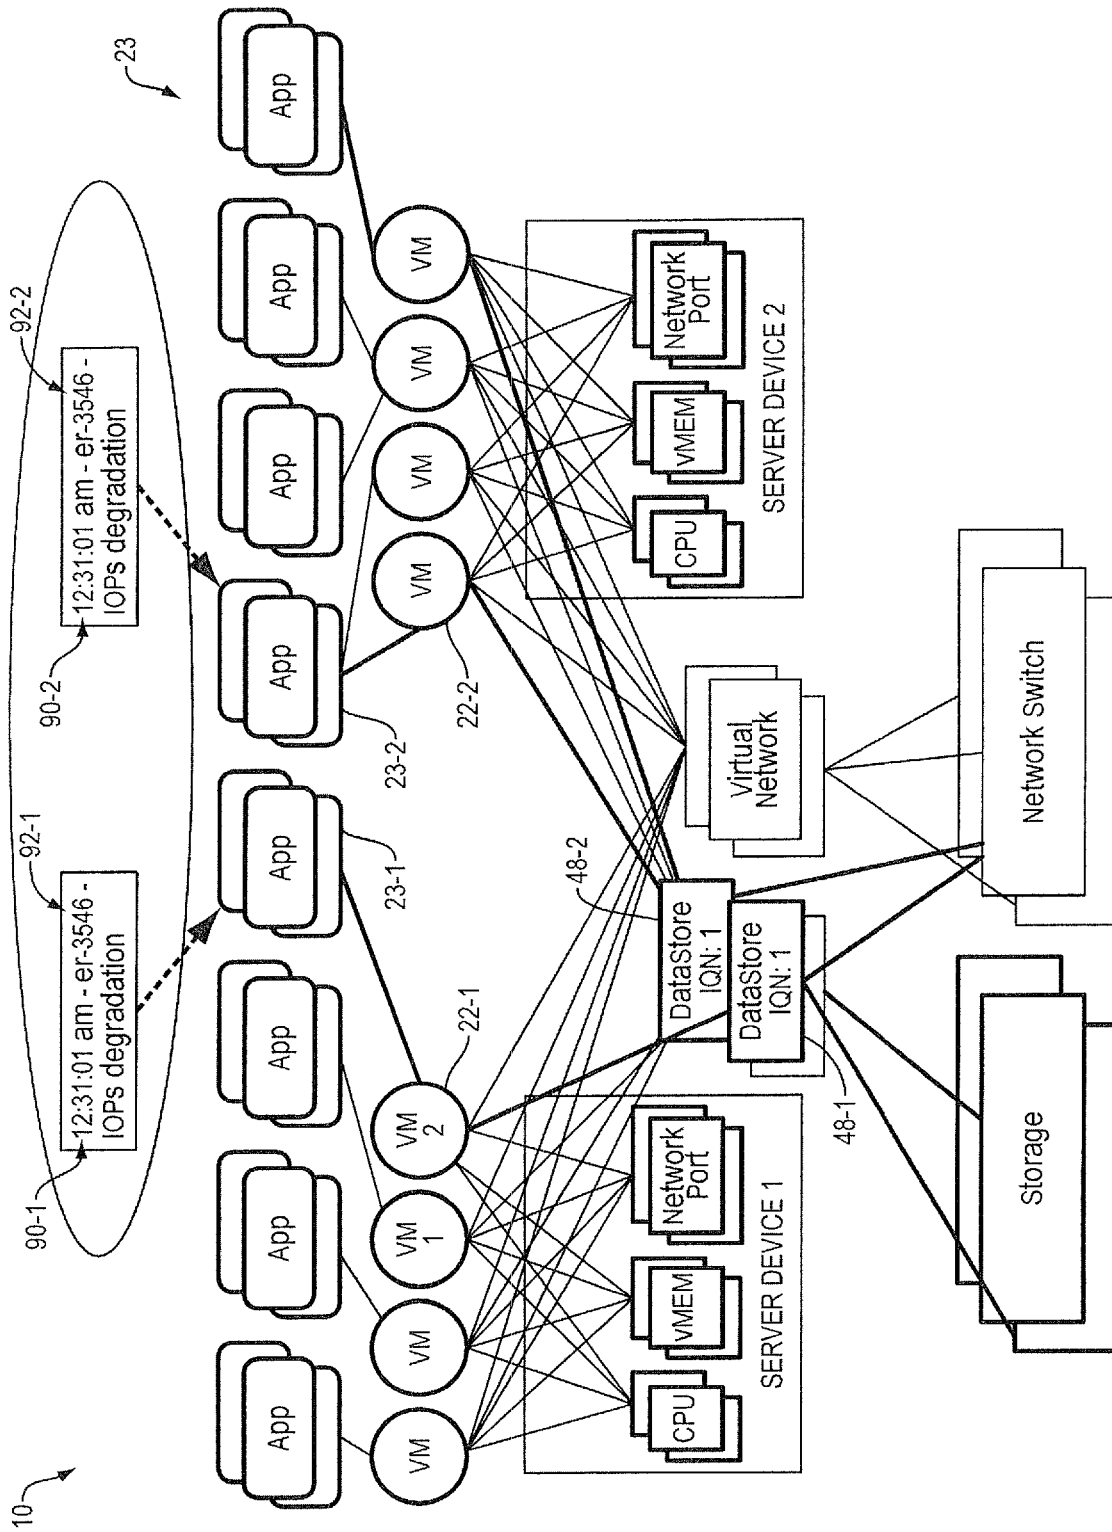 10
90-1
92-1
12:31:01 am - er-3546 -
IOPs degradation
90-2
92-2
12:31:01 am - er-3546 -
IOPs degradation
23
App
App
App
App
App
App
App
App
23-1
23-2
VM
VM
VM
1
VM
2
22-1
VM
22-2
VM
VM
VM
CPU
vMEM
Network
Port
SERVER DEVICE 1
CPU
vMEM
Network
Port
SERVER DEVICE 2
48-2
DataStore
IQN: 1
DataStore
IQN: 1
48-1
Virtual
Network
Storage
Network Switch